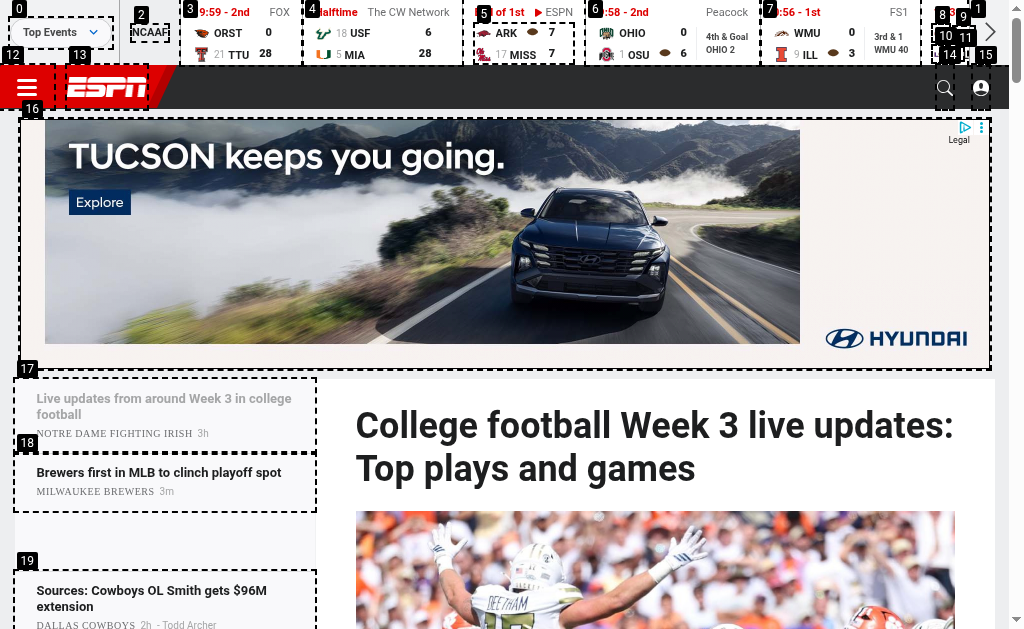 0
Top Events
2
NCAAF
3
9:59 - 2nd
FOX
ORST
0
21 TTU
28
4
Halftime
The CW Network
18 USF
6
5 MIA
28
5
of 1st
ESPN
ARK
7
17 MISS
7
6
:58 - 2nd
Peacock
OHIO
0
1 OSU
6
4th & Goal
OHIO 2
7
:56 - 1st
FS1
WMU
0
9 ILL
3
3rd & 1
WMU 40
8
9
1
10
11
12
13
14
15
ESPN
16
TUCSON keeps you going.
Explore
Legal
HYUNDAI
17
Live updates from around Week 3 in college
football
NOTRE DAME FIGHTING IRISH 3h
18
Brewers first in MLB to clinch playoff spot
MILWAUKEE BREWERS 3m
19
Sources: Cowboys OL Smith gets $96M
extension
DALLAS COWBOYS 2h - Todd Archer
College football Week 3 live updates:
Top plays and games
DEETHAM